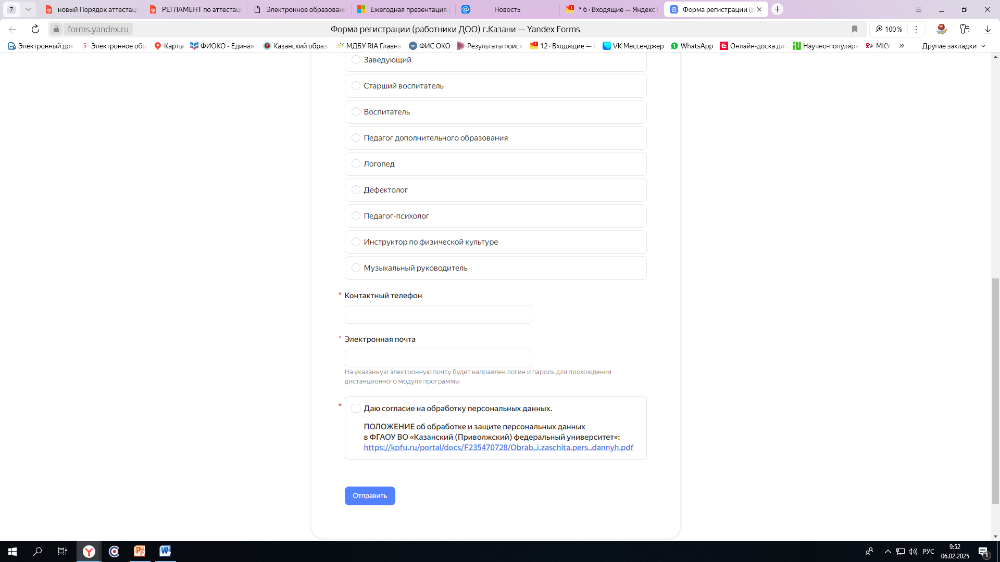 7
новый Порядок аттестац
РЕГЛАМЕНТ по аттестац
Электронное образовани
Ежегодная презентация
Новость
* 6 · Входящие — Яндекс
Форма регистрации (р
forms.yandex.ru
Форма регистрации (работники ДОО) г.Казани — Yandex Forms
100 %
Электронный док
Электронное обр
Карты
ФИОКО - Единая
Казанский образо
МДБУ RIA Главна
ФИС ОКО
Результаты поиск
12 · Входящие —
VK Мессенджер
WhatsApp
Онлайн-доска дл
Научно-популярн
МКУ
»
Другие закладки
Заведующий
Старший воспитатель
Воспитатель
Педагог дополнительного образования
Логопед
Дефектолог
Педагог-психолог
Инструктор по физической культуре
Музыкальный руководитель
* Контактный телефон
* Электронная почта
На указанную электронную почту будет направлен логин и пароль для прохождения
дистанционного модуля программы
* Даю согласие на обработку персональных данных.
ПОЛОЖЕНИЕ об обработке и защите персональных данных
в ФГАОУ ВО «Казанский (Приволжский) федеральный университет»:
https://kpfu.ru/portal/docs/F235470728/Obrab..i.zaschita.pers..dannyh.pdf
Отправить
РУС
9:52
06.02.2025
1